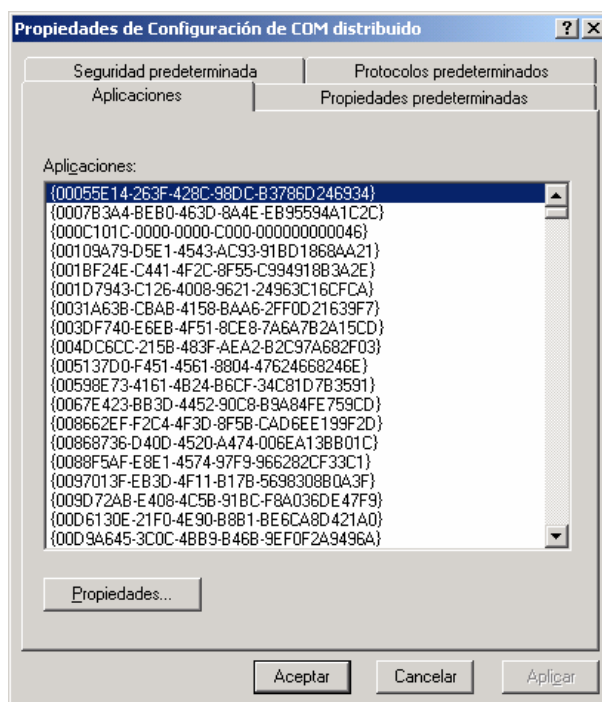 Propiedades de Configuración de COM distribuido
Seguridad predeterminada
Protocolos predeterminados
Aplicaciones
Propiedades predeterminadas
Aplicaciones:
{00055E14-263F-428C-98DC-B3786D246934}
{0007B3A4-BEB0-463D-8A4E-EB95594A1C2C}
{000C101C-0000-0000-C000-000000000046}
{00109A79-D5E1-4543-AC93-91BD1868AA21}
{001BF24E-C441-4F2C-8F55-C994918B3A2E}
{001D7943-C126-4008-9621-24963C16CFCA}
{0031A63B-CBAB-4158-BAA6-2FF0D21639F7}
{003DF740-E6EB-4F51-8CE8-7A6A7B2A15CD}
{004DC6CC-215B-483F-AEA2-B2C97A682F03}
{005137D0-F451-4561-8804-47624668246E}
{00598E73-4161-4B24-B6CF-34C81D7B3591}
{0067E423-BB3D-4452-90C8-B9A84FE759CD}
{008662EF-F2C4-4F3D-8F5B-CAD6EE199F2D}
{00868736-D40D-4520-A474-006EA13BB01C}
{0088F5AF-E8E1-4574-97F9-966282CF33C1}
{0097013F-EB3D-4F11-B17B-5698308B0A3F}
{009D72AB-E408-4C5B-91BC-F8A036DE47F9}
{00D6130E-21F0-4E90-B8B1-BE6CA8D421A0}
{00D9A645-3C0C-4BB9-B46B-9EF0F2A9496A}
Propiedades...
Aceptar
Cancelar
Aplicar